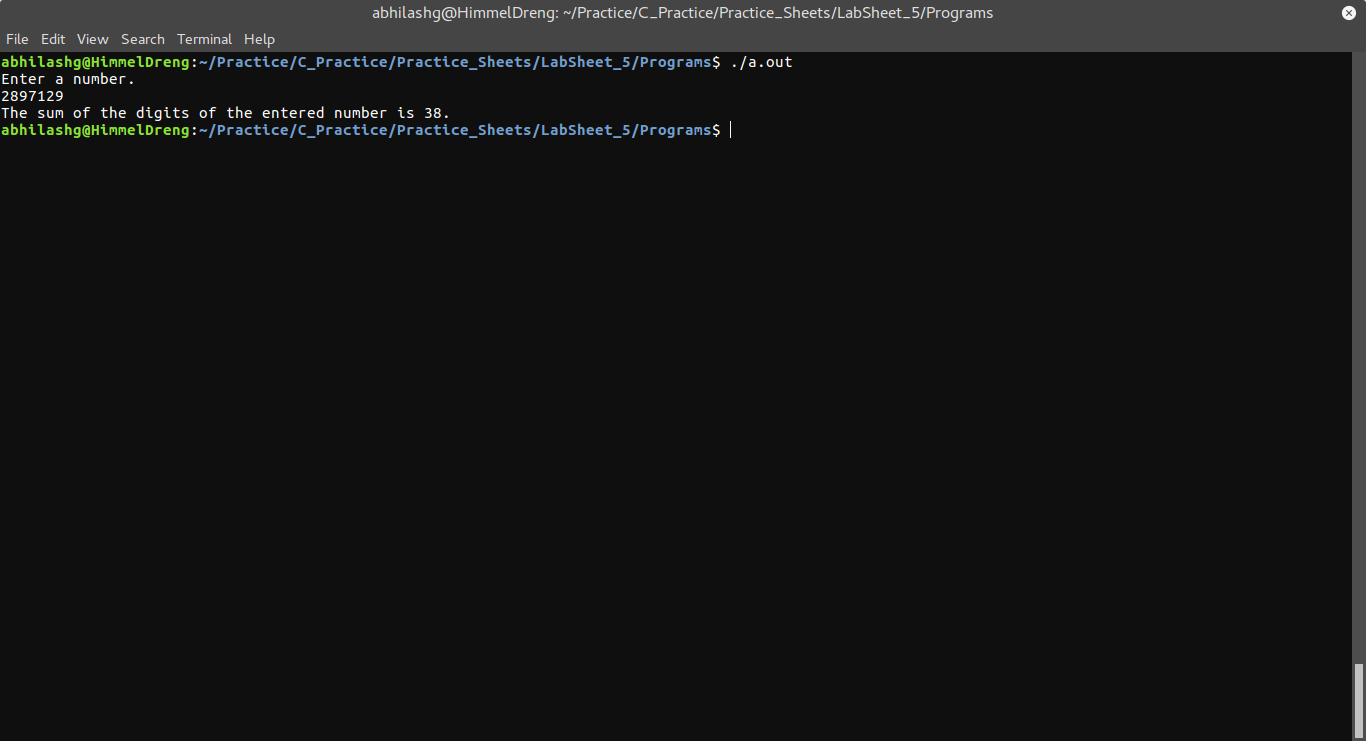 abhilashg@HimmelDreng: ~/Practice/C_Practice/Practice_Sheets/LabSheet_5/Programs
File Edit View Search Terminal Help
abhilashg@HimmelDreng:~/Practice/C_Practice/Practice_Sheets/LabSheet_5/Programs$ ./a.out
Enter a number.
2897129
The sum of the digits of the entered number is 38.
abhilashg@HimmelDreng:~/Practice/C_Practice/Practice_Sheets/LabSheet_5/Programs$